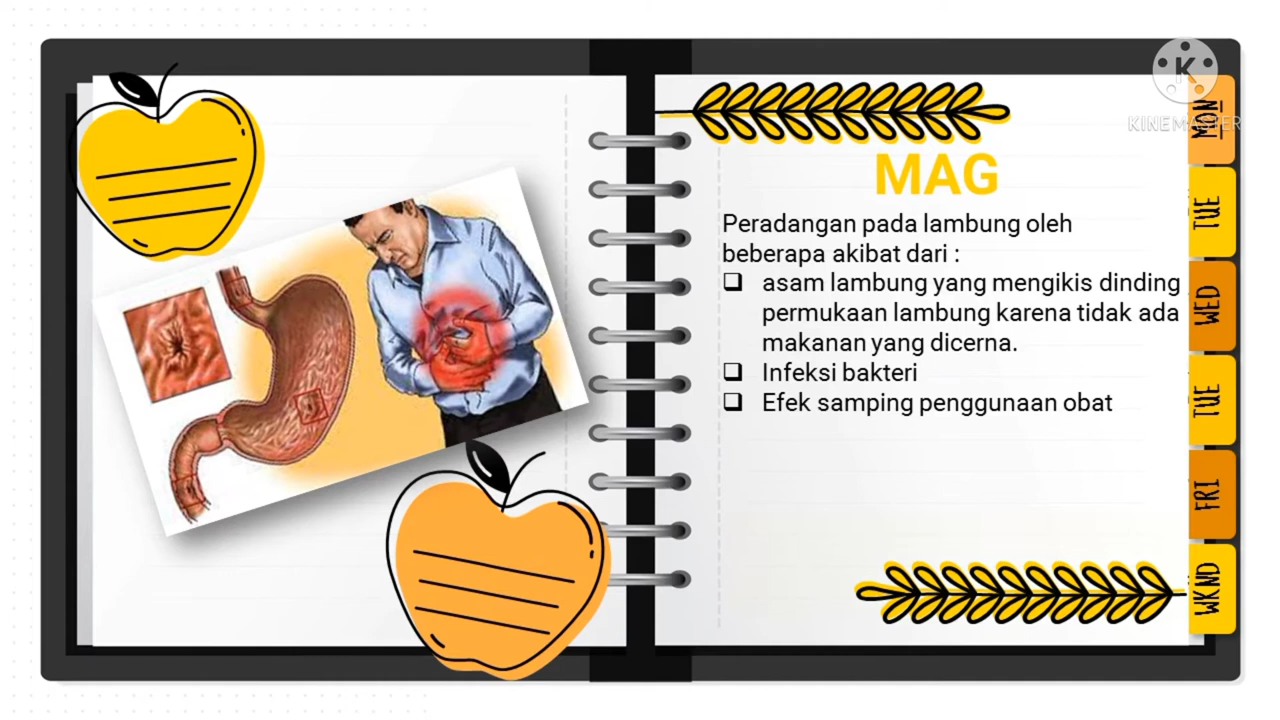 K
KINEMASTER
MAG
Peradangan pada lambung oleh
beberapa akibat dari :
❑ asam lambung yang mengikis dinding
permukaan lambung karena tidak ada
makanan yang dicerna.
❑ Infeksi bakteri
❑ Efek samping penggunaan obat
MON
TUE
WED
TUE
FRI
WKND